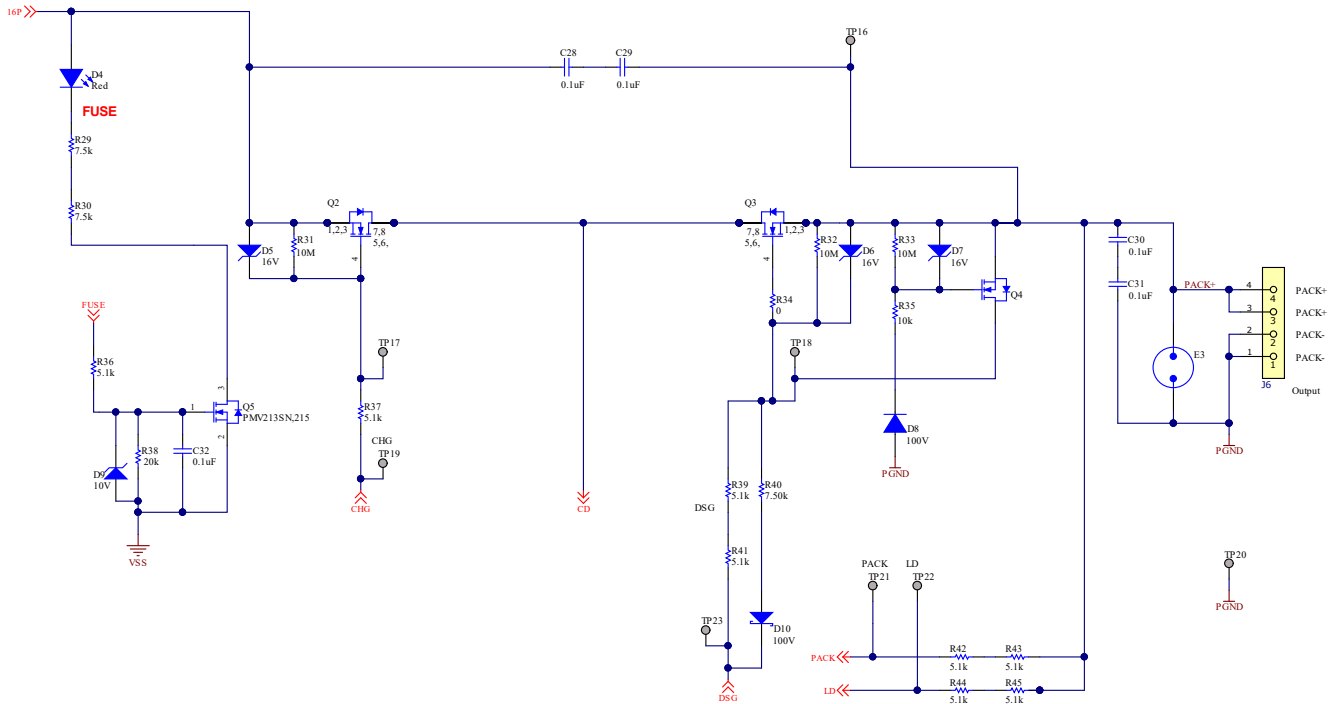 16P
TP16
C28
C29
0.1uF
0.1uF
D4
Red
FUSE
R29
7.5k
R30
7.5k
Q2
1,2,3
7,8
5,6,
4
D5
16V
R31
10M
Q3
7,8
5,6,
1,2,3
4
R32
10M
D6
16V
R33
10M
D7
16V
Q4
C30
0.1uF
C31
0.1uF
R34
0
R35
10k
PACK+
4
4
3
3
2
2
1
1
PACK+
PACK+
PACK-
PACK-
J6
Output
E3
FUSE
R36
5.1k
TP17
TP18
3
1
2
Q5
PMV213SN,215
R37
5.1k
D8
100V
PGND
PGND
D9
10V
R38
20k
C32
0.1uF
CHG
TP19
CHG
CD
R39
5.1k
R40
7.50k
DSG
R41
5.1k
VSS
PACK
TP21
LD
TP22
TP20
PGND
TP23
D10
100V
PACK
R42
5.1k
R43
5.1k
LD
R44
5.1k
R45
5.1k
DSG